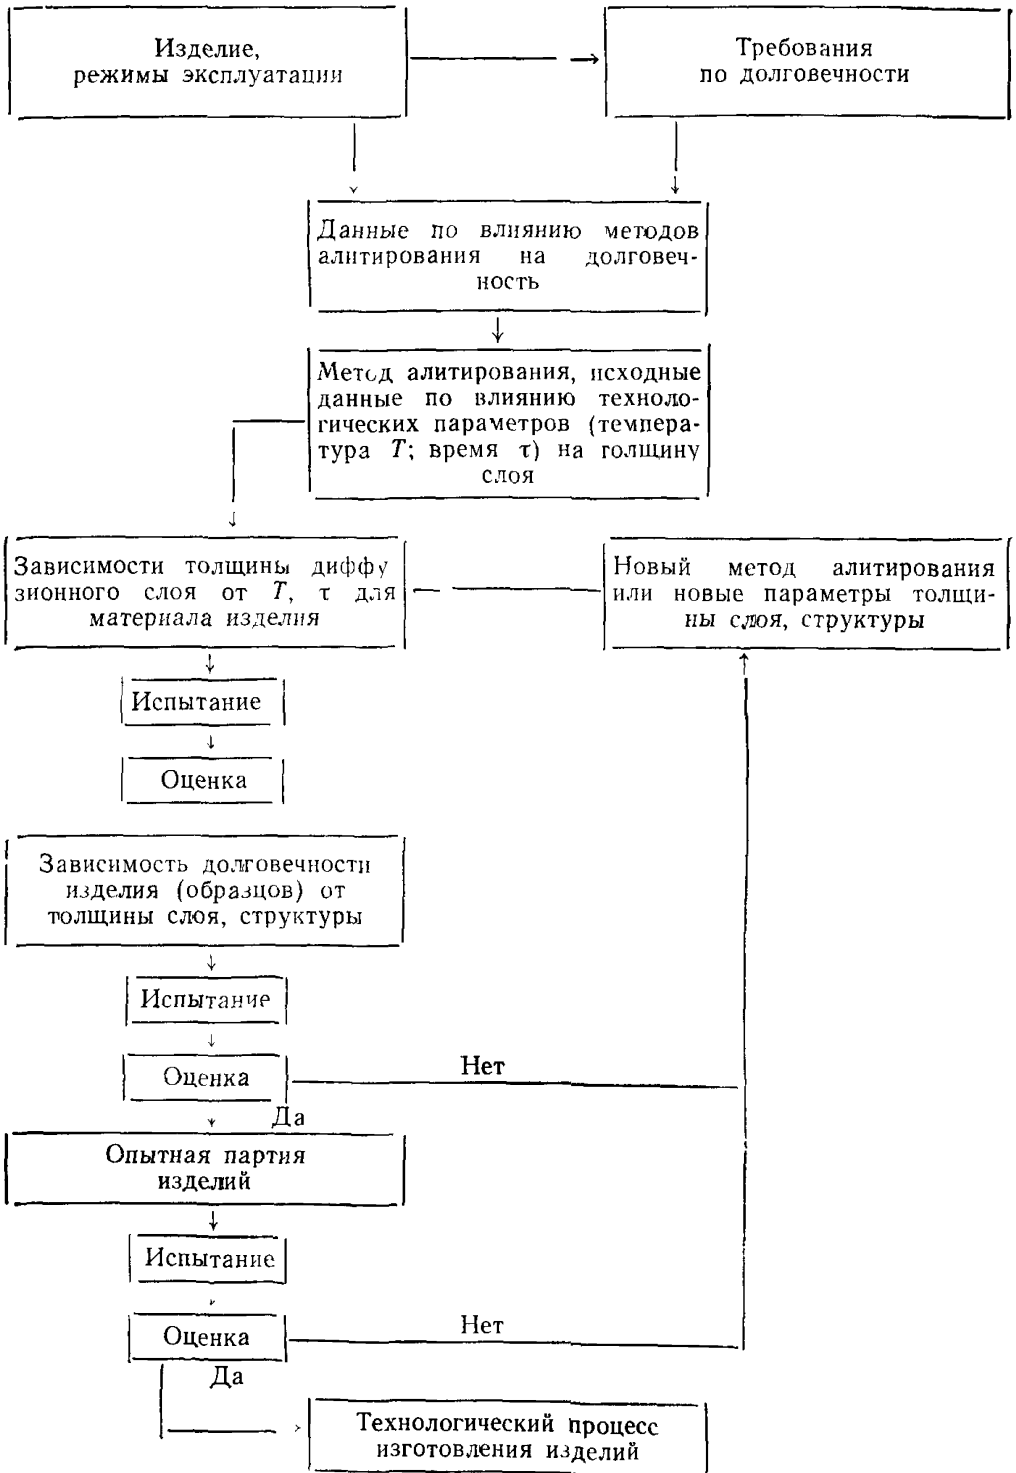 Изделие,
режимы эксплуатации
Требования
по долговечности
Данные по влиянию методов
алитирования на долговеч-
ность
Метод алитирования, исходные
данные по влиянию техноло-
гических параметров (темпера-
тура T; время τ) на толщину
слоя
Зависимости толщины диффу
зионного слоя от T, τ для
материала изделия
Новый метод алитирования
или новые параметры толщи-
ны слоя, структуры
Испытание
Оценка
Зависимость долговечности
изделия (образцов) от
толщины слоя, структуры
Испытание
Оценка
Нет
Да
Опытная партия
изделий
Испытание
Оценка
Нет
Да
Технологический процесс
изготовления изделий